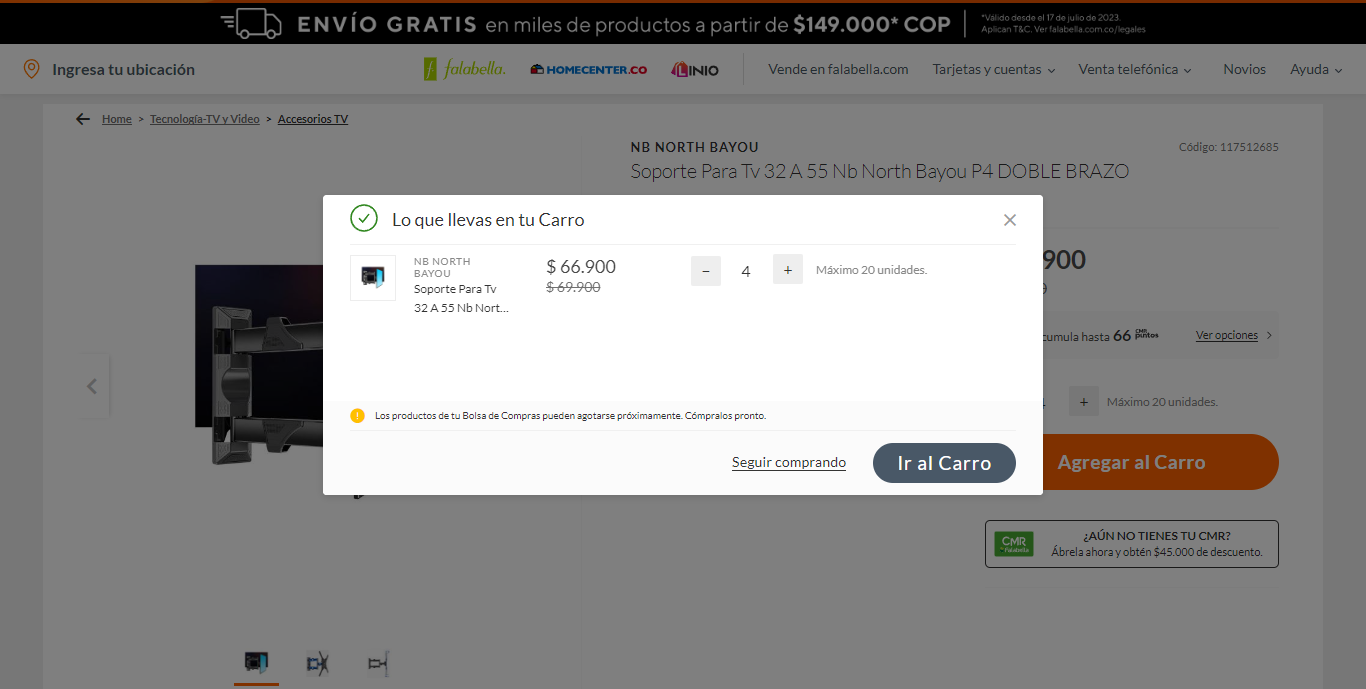 ENVÍO GRATIS en miles de productos a partir de $149.000* COP
*Válido desde el 17 de julio de 2023.
Aplican T&C. Ver falabella.com.co/legales
Ingresa tu ubicación
falabella.
HOMECENTER.CO
LINIO
Vende en falabella.com
Tarjetas y cuentas
Venta telefónica
Novios
Ayuda
Home > Tecnología-TV y Video > Accesorios TV
NB NORTH BAYOU
Código: 117512685
Soporte Para Tv 32 A 55 Nb North Bayou P4 DOBLE BRAZO
Lo que llevas en tu Carro
NB NORTH
BAYOU
Soporte Para Tv
32 A 55 Nb Nort...
$ 66.900
$ 69.900
− 4 +
Máximo 20 unidades.
Los productos de tu Bolsa de Compras pueden agotarse próximamente. Cómpralos pronto.
Seguir comprando
Ir al Carro
900
cumula hasta 66 CMR puntos
Ver opciones
+
Máximo 20 unidades.
Agregar al Carro
CMR
Falabella
¿AÚN NO TIENES TU CMR?
Ábrela ahora y obtén $45.000 de descuento.